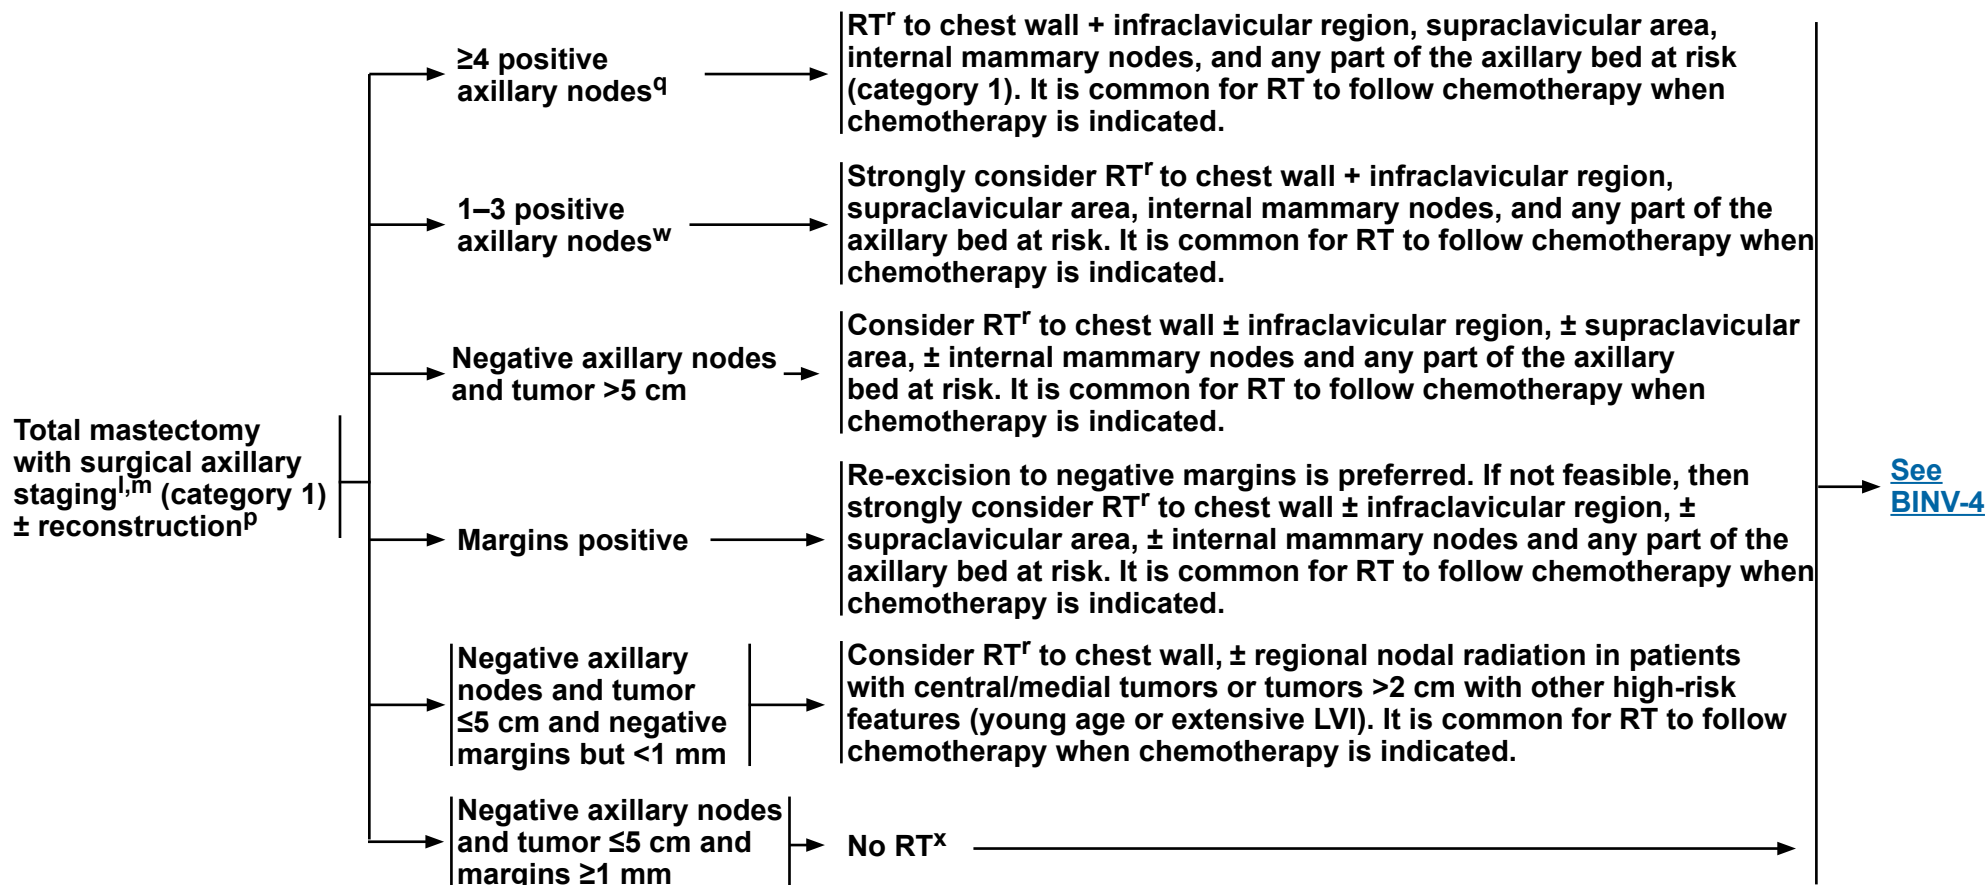 Total mastectomy
with surgical axillary
staging^l,m (category 1)
± reconstruction^p
≥4 positive
axillary nodes^q
RT^r to chest wall + infraclavicular region, supraclavicular area,
internal mammary nodes, and any part of the axillary bed at risk
(category 1). It is common for RT to follow chemotherapy when
chemotherapy is indicated.
1–3 positive
axillary nodes^w
Strongly consider RT^r to chest wall + infraclavicular region,
supraclavicular area, internal mammary nodes, and any part of the
axillary bed at risk. It is common for RT to follow chemotherapy when
chemotherapy is indicated.
Negative axillary nodes
and tumor >5 cm
Consider RT^r to chest wall ± infraclavicular region, ± supraclavicular
area, ± internal mammary nodes and any part of the axillary
bed at risk. It is common for RT to follow chemotherapy when
chemotherapy is indicated.
Margins positive
Re-excision to negative margins is preferred. If not feasible, then
strongly consider RT^r to chest wall ± infraclavicular region, ±
supraclavicular area, ± internal mammary nodes and any part of the
axillary bed at risk. It is common for RT to follow chemotherapy when
chemotherapy is indicated.
Negative axillary
nodes and tumor
≤5 cm and negative
margins but <1 mm
Consider RT^r to chest wall, ± regional nodal radiation in patients
with central/medial tumors or tumors >2 cm with other high-risk
features (young age or extensive LVI). It is common for RT to follow
chemotherapy when chemotherapy is indicated.
Negative axillary nodes
and tumor ≤5 cm and
margins ≥1 mm
No RT^x
See
BINV-4